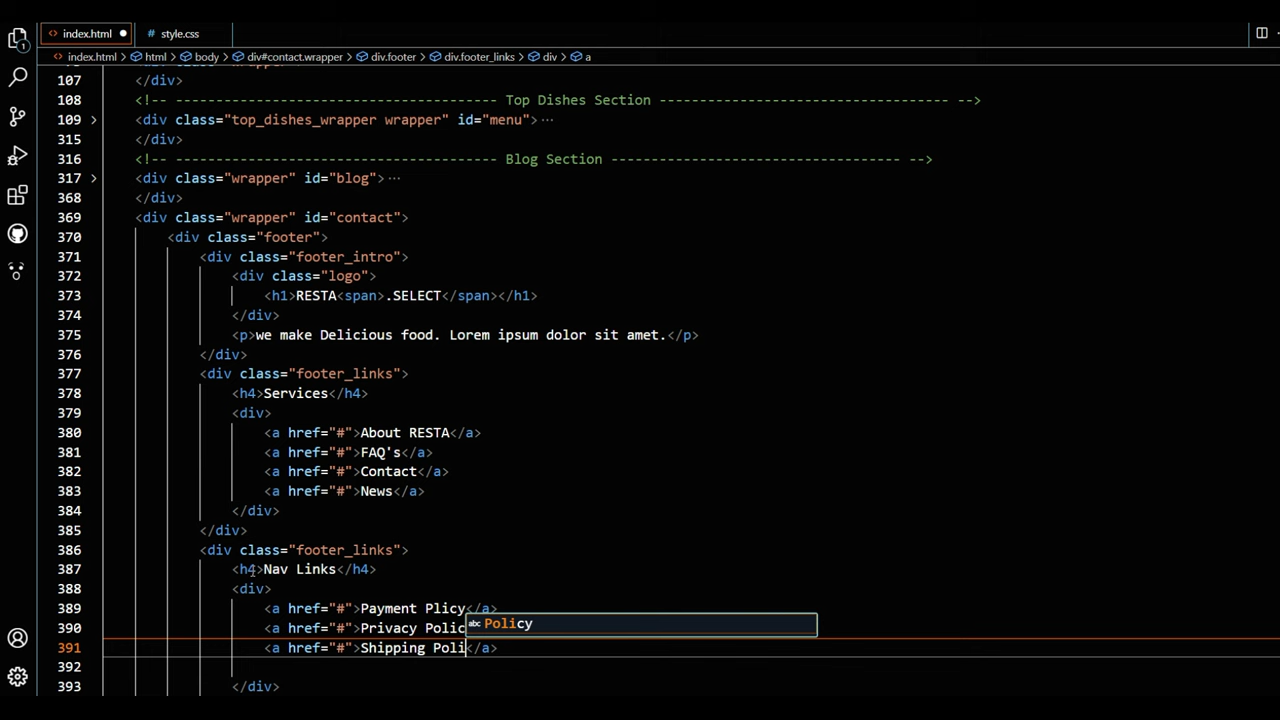 index.html
style.css
index.html > html > body > div#contact.wrapper > div.footer > div.footer_links > div > a
107 </div>
108 <!-- ---------------------------------------- Top Dishes Section ------------------------------------ -->
109 <div class="top_dishes_wrapper wrapper" id="menu">...
315 </div>
316 <!-- ---------------------------------------- Blog Section ------------------------------------ -->
317 <div class="wrapper" id="blog">...
368 </div>
369 <div class="wrapper" id="contact">
370 <div class="footer">
371 <div class="footer_intro">
372 <div class="logo">
373 <h1>RESTA<span>.SELECT</span></h1>
374 </div>
375 <p>we make Delicious food. Lorem ipsum dolor sit amet.</p>
376 </div>
377 <div class="footer_links">
378 <h4>Services</h4>
379 <div>
380 <a href="#">About RESTA</a>
381 <a href="#">FAQ's</a>
382 <a href="#">Contact</a>
383 <a href="#">News</a>
384 </div>
385 </div>
386 <div class="footer_links">
387 <h4>Nav Links</h4>
388 <div>
389 <a href="#">Payment Plicy</a>
390 <a href="#">Privacy Polic
abc Policy
391 <a href="#">Shipping Poli</a>
392
393 </div>
1